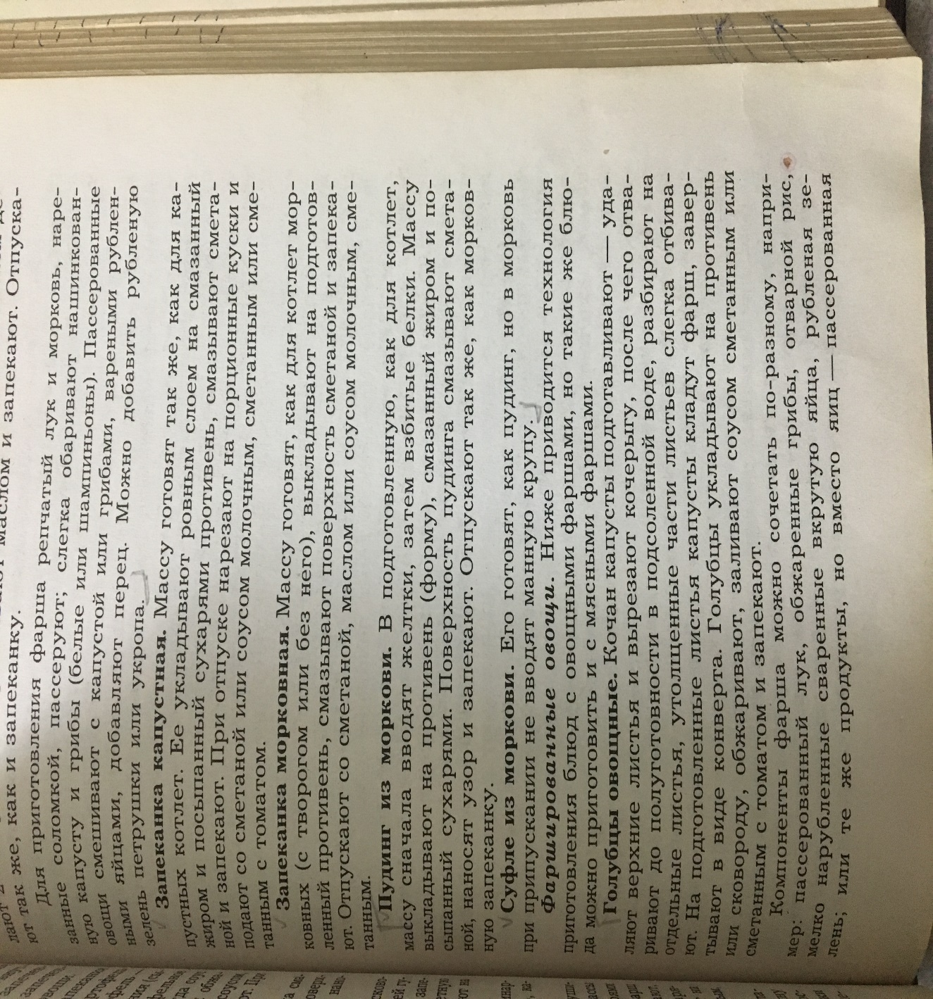 ют так же, как и запеканку.
Для приготовления фарша репчатый лук и морковь, наре-
занные соломкой, пассеруют; слегка обаривают нашинкован-
ную капусту и грибы (белые или шампиньоны). Пассерованные
овощи смешивают с капустой или грибами, вареными рублен-
ными яйцами, добавляют перец. Можно добавить рубленую
зелень петрушки или укропа.
Запеканка капустная. Массу готовят так же, как для ка-
пустных котлет. Ее укладывают ровным слоем на смазанный
жиром и посыпанный сухарями противень, смазывают смета-
ной и запекают. При отпуске нарезают на порционные куски и
подают со сметаной или соусом молочным, сметанным или сме-
танным с томатом.
Запеканка морковная. Массу готовят, как для котлет мор-
ковных (с творогом или без него), выкладывают на подготов-
ленный противень, смазывают поверхность сметаной и запека-
ют. Отпускают со сметаной, маслом или соусом молочным, сме-
танным.
Пудинг из моркови. В подготовленную, как для котлет,
массу сначала вводят желтки, затем взбитые белки. Массу
выкладывают на противень (форму), смазанный жиром и по-
сыпанный сухарями. Поверхность пудинга смазывают смета-
ной, наносят узор и запекают. Отпускают так же, как морков-
ную запеканку.
Суфле из моркови. Его готовят, как пудинг, но в морковь
при припускании не вводят манную крупу.
Фаршированные овощи. Ниже приводится технология
приготовления блюд с овощными фаршами, но такие же блю-
да можно приготовить и с мясными фаршами.
Голубцы овощные. Кочан капусты подготавливают — уда-
ляют верхние листья и вырезают кочерыгу, после чего отва-
ривают до полуготовности в подсоленной воде, разбирают на
отдельные листья, утолщенные части листьев слегка отбива-
ют. На подготовленные листья капусты кладут фарш, завер-
тывают в виде конверта. Голубцы укладывают на противень
или сковороду, обжаривают, заливают соусом сметанным или
сметанным с томатом и запекают.
Компоненты фарша можно сочетать по-разному, напри-
мер: пассерованный лук, обжаренные грибы, отварной рис,
мелко нарубленные сваренные вкрутую яйца, рубленая зе-
лень; или те же продукты, но вместо яиц — пассерованная